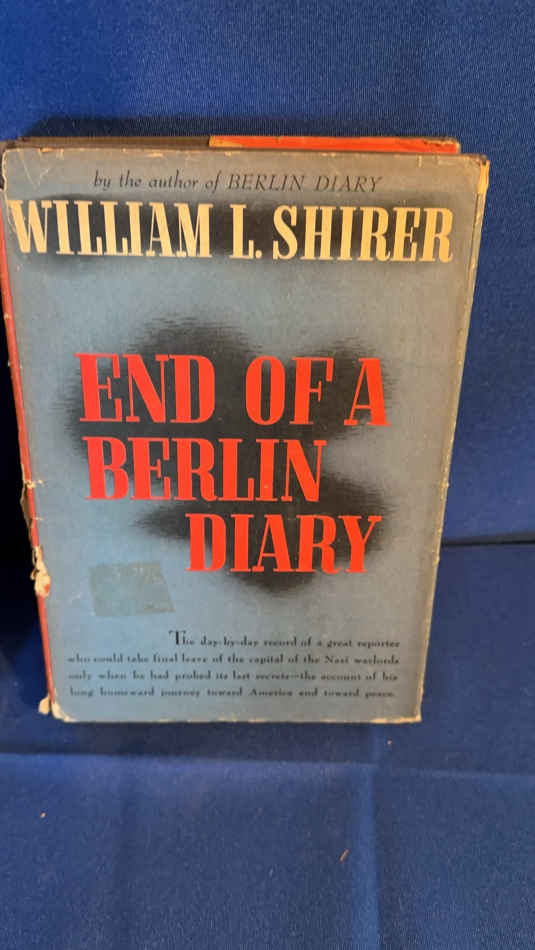 by the author of BERLIN DIARY
WILLIAM L. SHIRER
END OF A
BERLIN
DIARY
The day-by-day record of a great reporter
who could take final leave of the capital of the Nazi warlords
only when he had probed its last secrets—the account of his
long homeward journey toward America and toward peace.